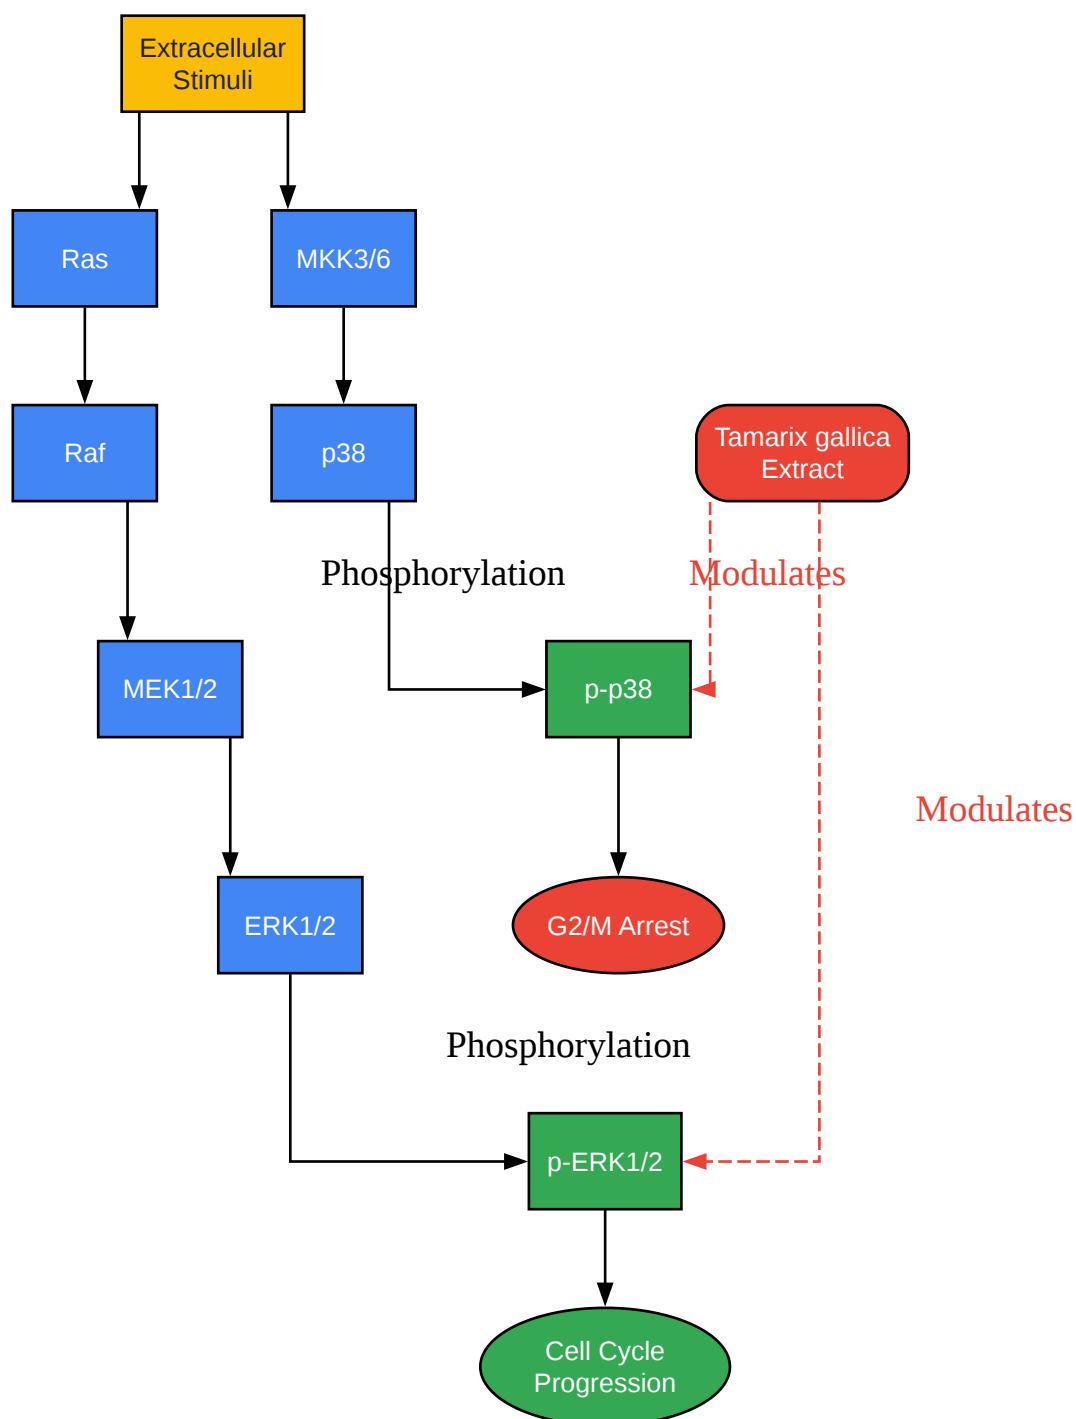 Extracellular
Stimuli
Ras
MKK3/6
Raf
p38
Tamarix gallica
Extract
Phosphorylation
Modulates
MEK1/2
p-p38
Modulates
ERK1/2
G2/M Arrest
Phosphorylation
p-ERK1/2
Cell Cycle
Progression